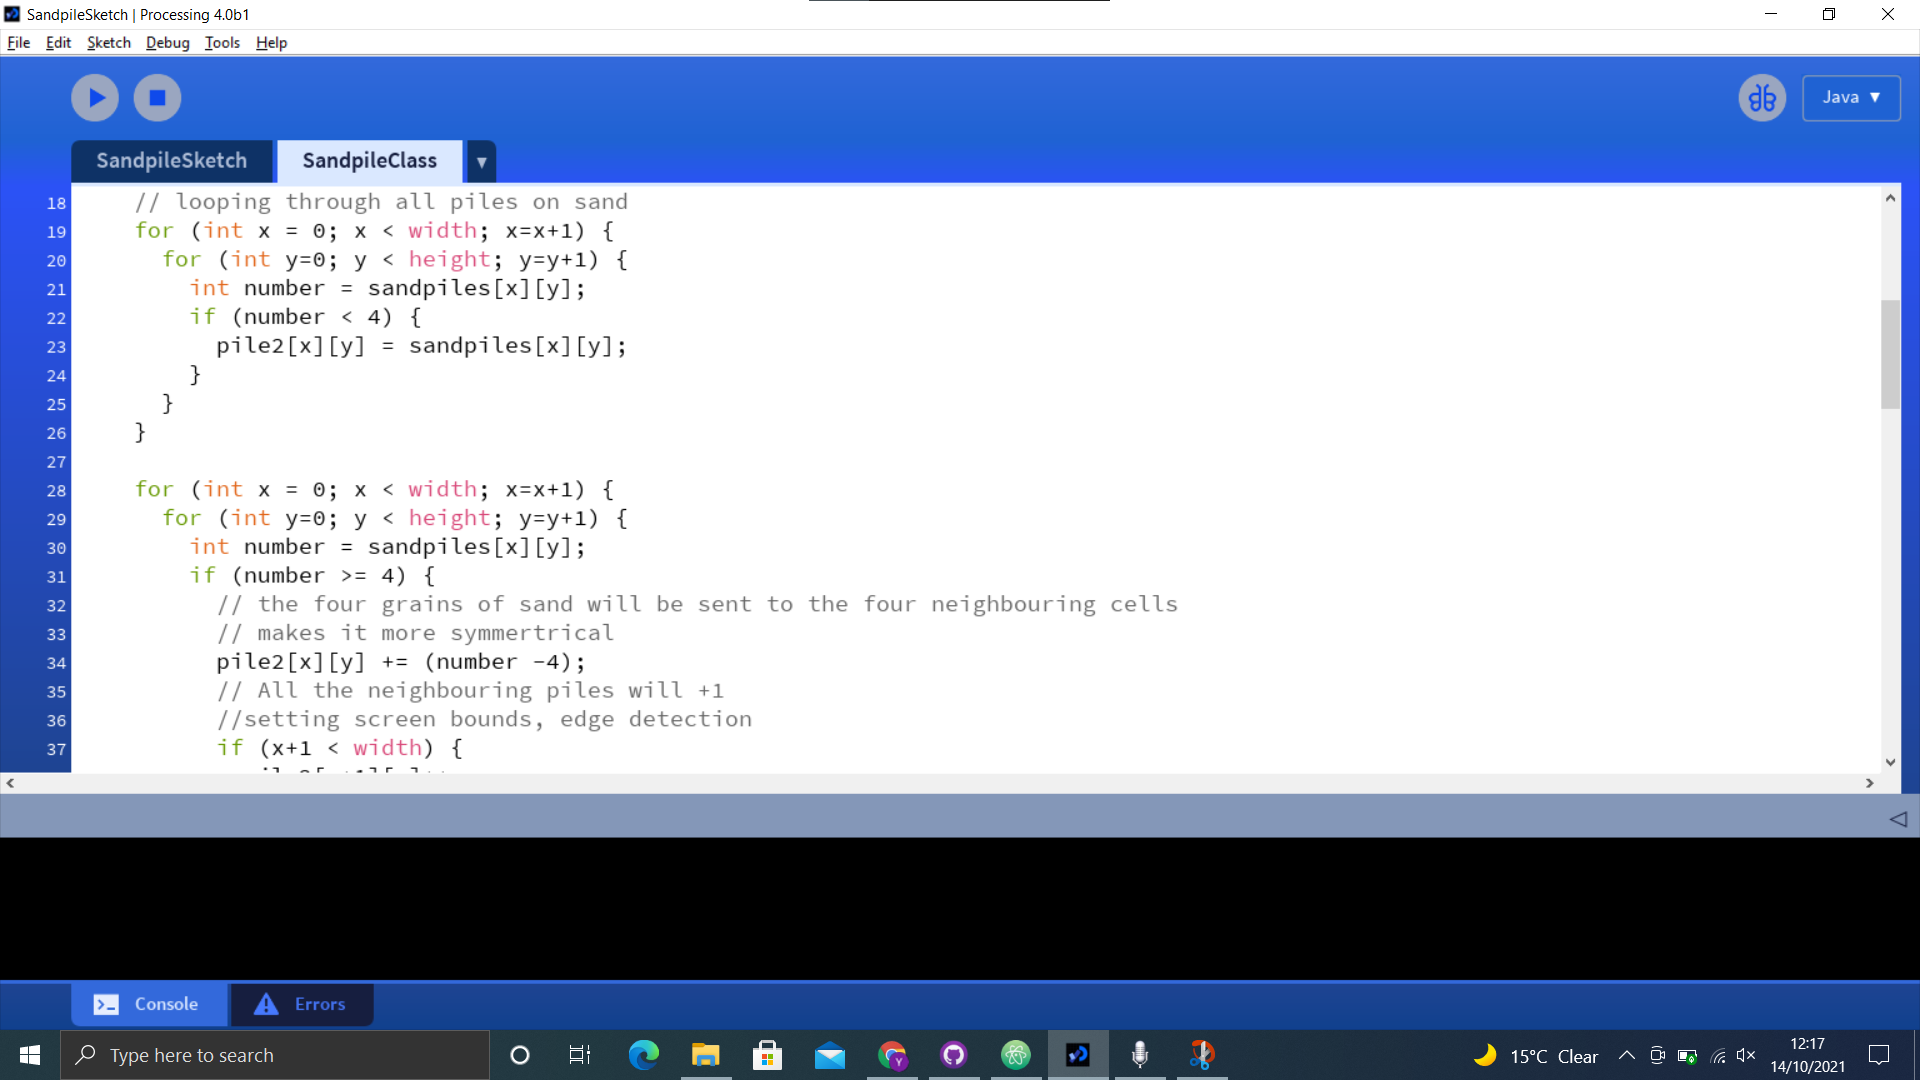 SandpileSketch | Processing 4.0b1
File Edit Sketch Debug Tools Help
Java ▼
SandpileSketch SandpileClass ▼
18 // looping through all piles on sand
19 for (int x = 0; x < width; x=x+1) {
20 for (int y=0; y < height; y=y+1) {
21 int number = sandpiles[x][y];
22 if (number < 4) {
23 pile2[x][y] = sandpiles[x][y];
24 }
25 }
26 }
27
28 for (int x = 0; x < width; x=x+1) {
29 for (int y=0; y < height; y=y+1) {
30 int number = sandpiles[x][y];
31 if (number >= 4) {
32 // the four grains of sand will be sent to the four neighbouring cells
33 // makes it more symmertrical
34 pile2[x][y] += (number -4);
35 // All the neighbouring piles will +1
36 //setting screen bounds, edge detection
37 if (x+1 < width) {
Console Errors
Type here to search
15°C Clear
12:17
14/10/2021